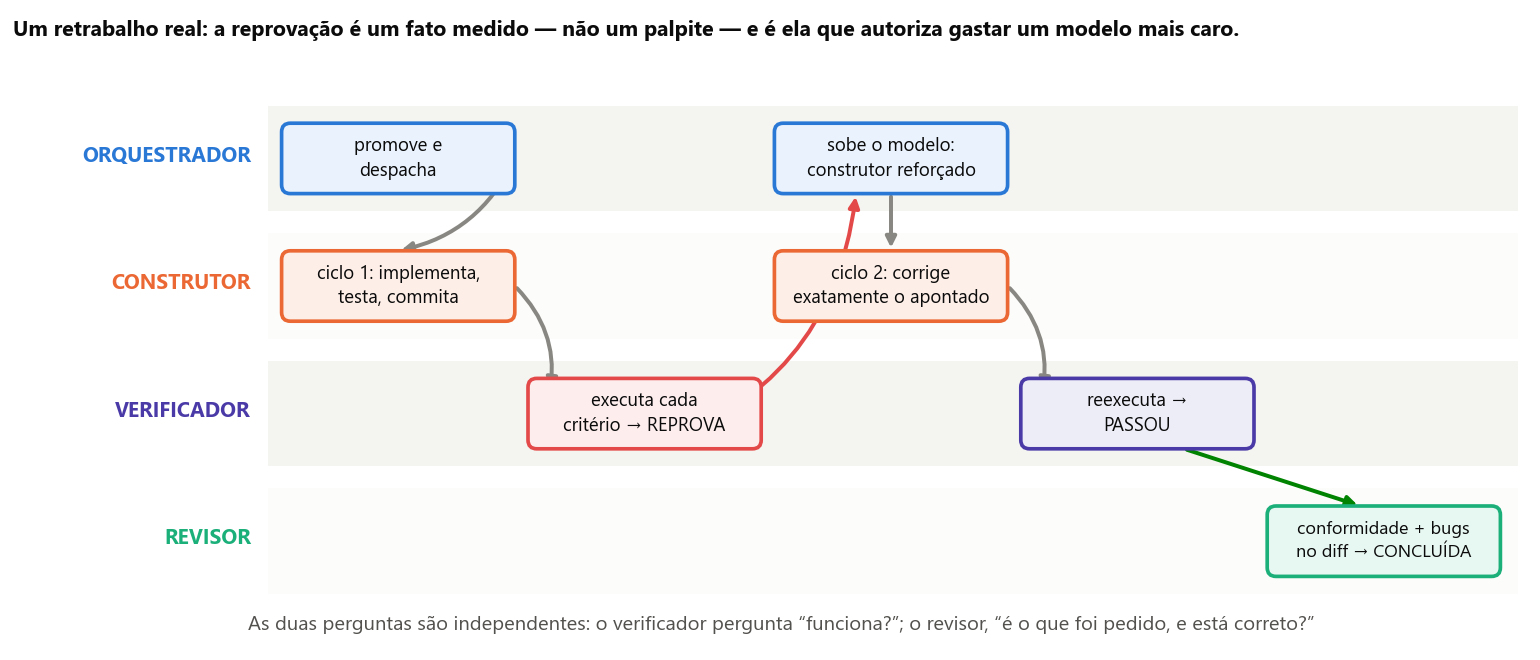 Um retrabalho real: a reprovação é um fato medido — não um palpite — e é ela que autoriza gastar um modelo mais caro.
ORQUESTRADOR
promove e
despacha
sobe o modelo:
construtor reforçado
CONSTRUTOR
ciclo 1: implementa,
testa, commita
ciclo 2: corrige
exatamente o apontado
VERIFICADOR
executa cada
critério → REPROVA
reexecuta →
PASSOU
REVISOR
conformidade + bugs
no diff → CONCLUÍDA
As duas perguntas são independentes: o verificador pergunta “funciona?”; o revisor, “é o que foi pedido, e está correto?”